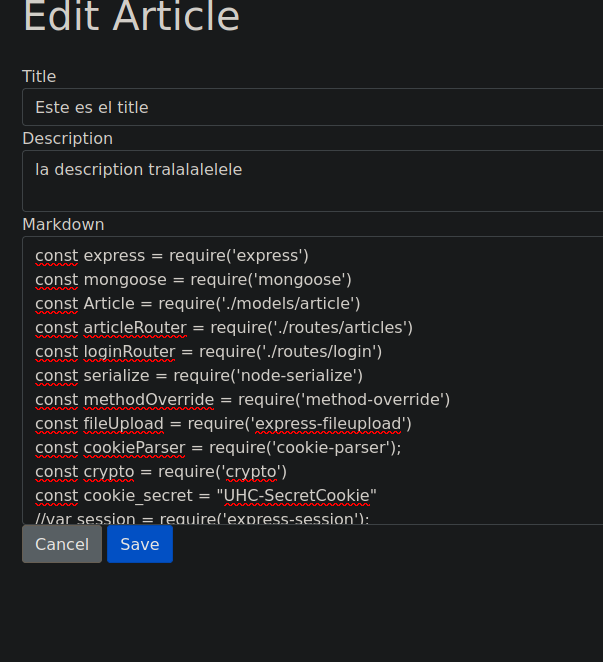 Edit Article
Title
Este es el title
Description
la description tralalalelele
Markdown
const express = require('express')
const mongoose = require('mongoose')
const Article = require('./models/article')
const articleRouter = require('./routes/articles')
const loginRouter = require('./routes/login')
const serialize = require('node-serialize')
const methodOverride = require('method-override')
const fileUpload = require('express-fileupload')
const cookieParser = require('cookie-parser');
const crypto = require('crypto')
const cookie_secret = "UHC-SecretCookie"
//var session = require('express-session');
Cancel Save